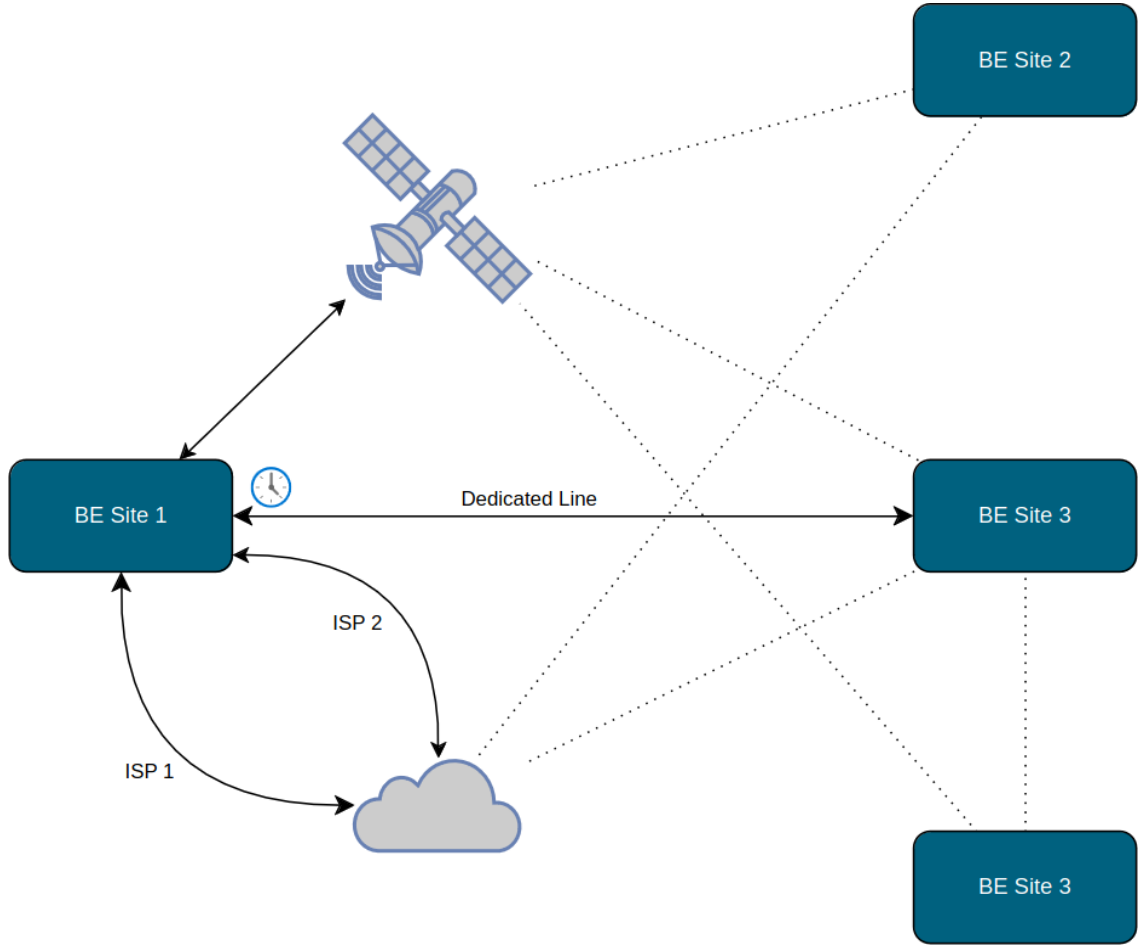 BE Site 2
BE Site 1
Dedicated Line
BE Site 3
ISP 2
ISP 1
BE Site 3